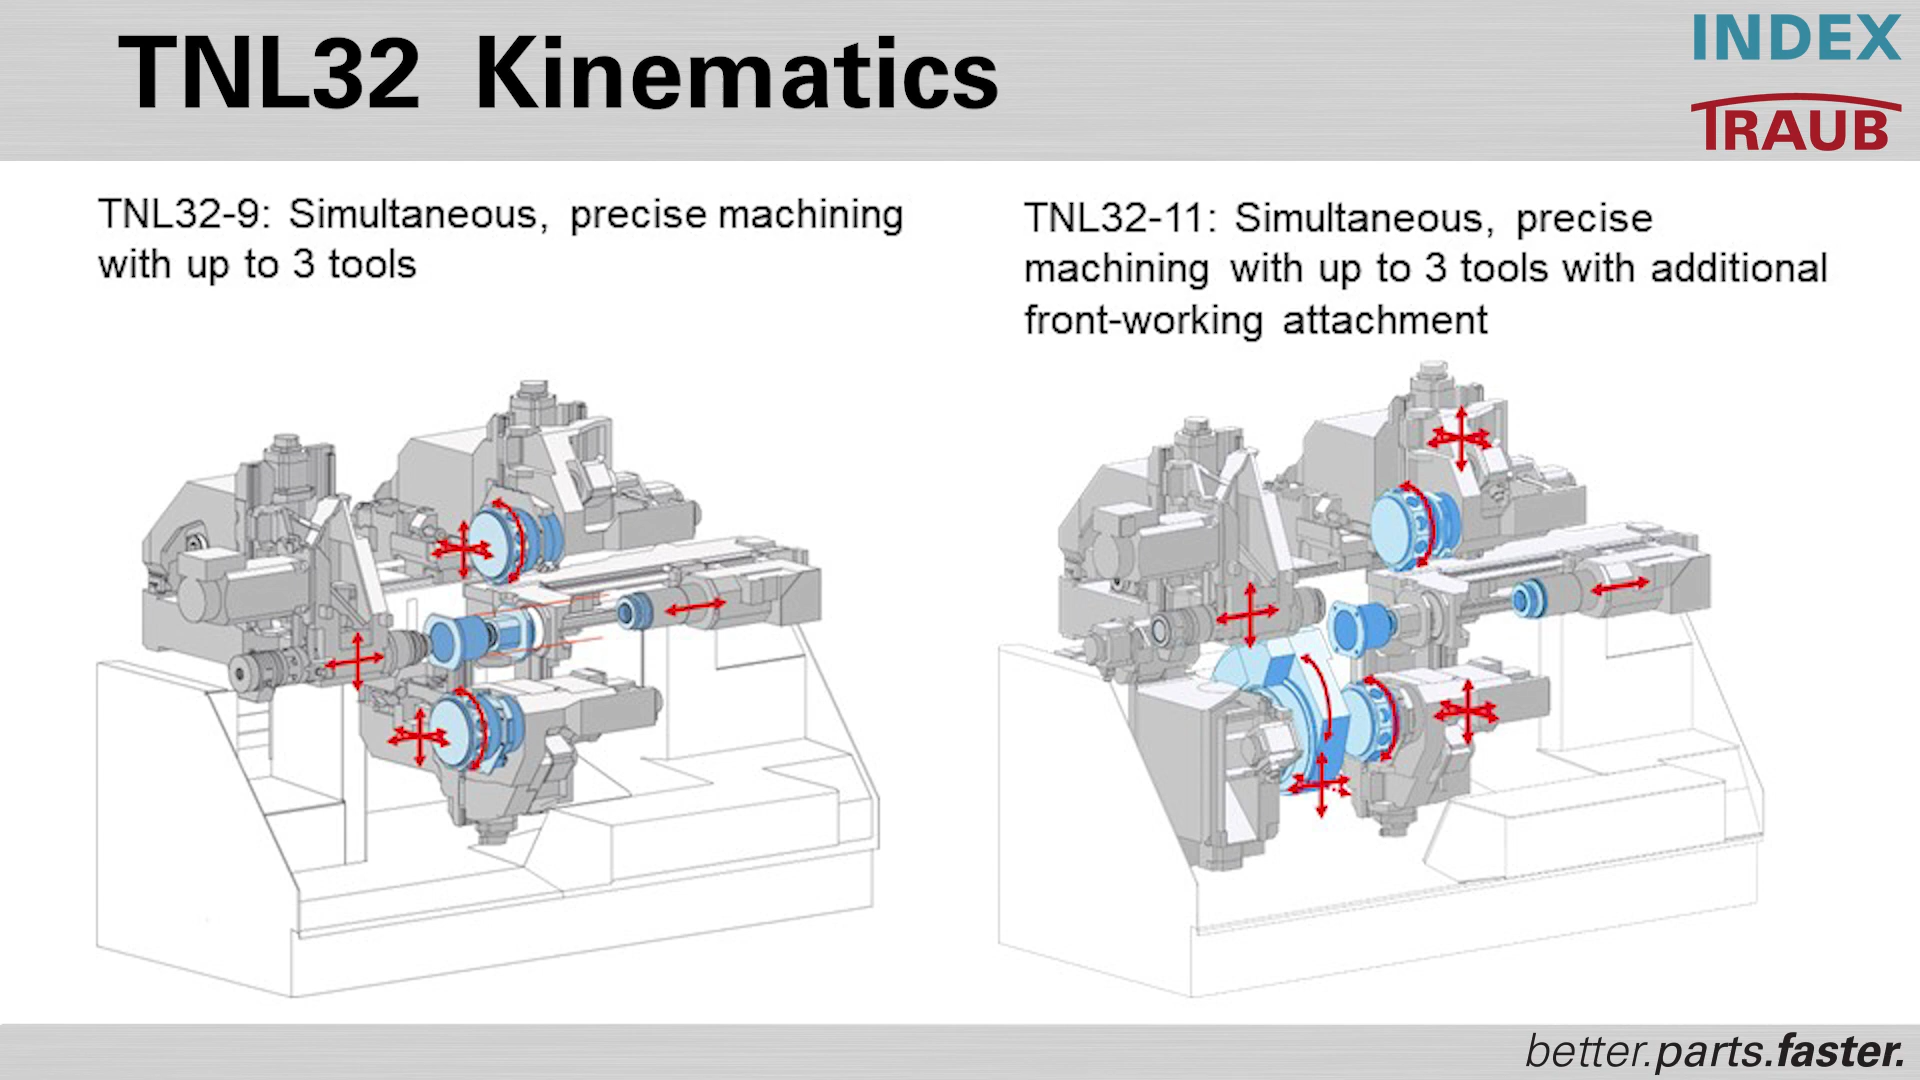 TNL32 Kinematics
INDEX
TRAUB
TNL32-9: Simultaneous, precise machining
with up to 3 tools
TNL32-11: Simultaneous, precise
machining with up to 3 tools with additional
front-working attachment
better.parts.faster.